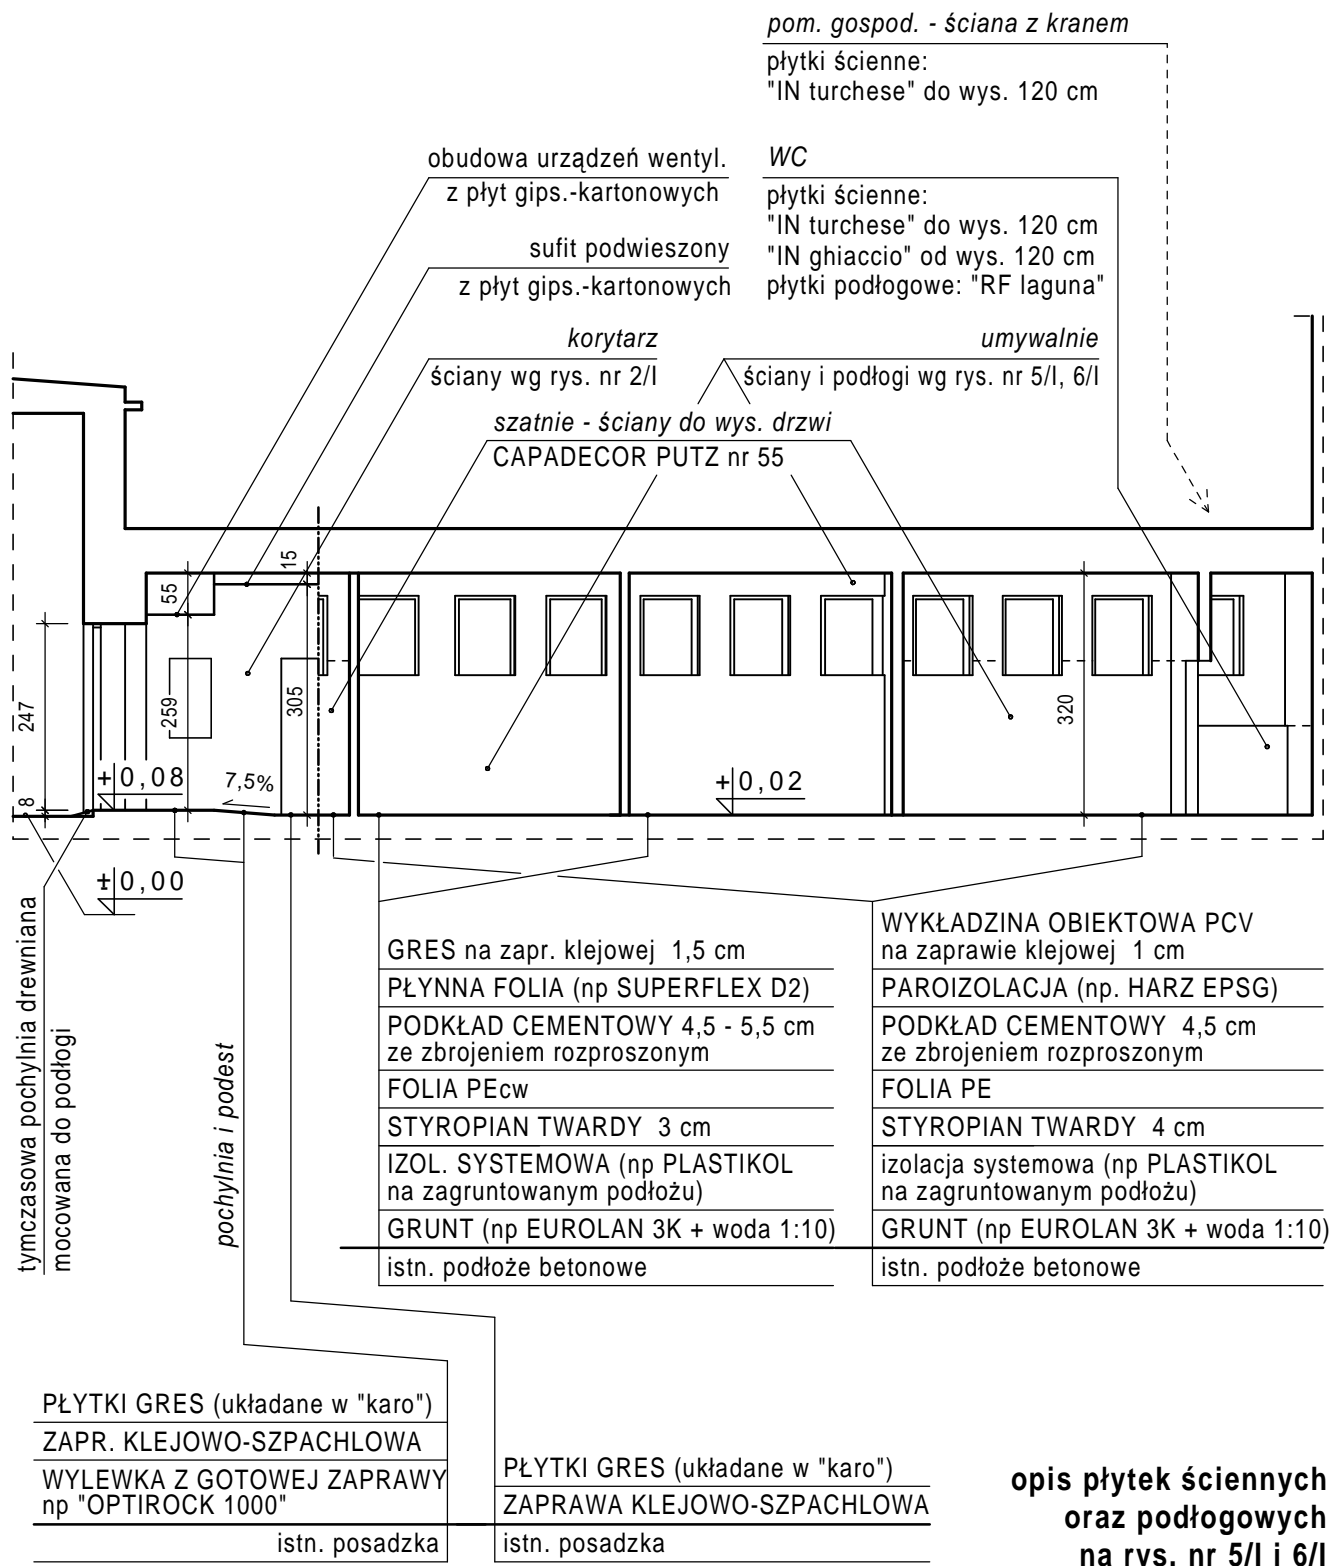 pom. gospod. - ściana z kranem
płytki ścienne:
"IN turchese" do wys. 120 cm
obudowa urządzeń wentyl.
z płyt gips.-kartonowych
WC
płytki ścienne:
"IN turchese" do wys. 120 cm
"IN ghiaccio" od wys. 120 cm
płytki podłogowe: "RF laguna"
sufit podwieszony
z płyt gips.-kartonowych
korytarz
ściany wg rys. nr 2/I
umywalnie
ściany i podłogi wg rys. nr 5/I, 6/I
szatnie - ściany do wys. drzwi
CAPADECOR PUTZ nr 55
15
55
247
259
305
320
8
+0,08
7,5%
+0,02
±0,00
tymczasowa pochylnia drewniana
mocowana do podłogi
pochylnia i podest
GRES na zapr. klejowej 1,5 cm
PŁYNNA FOLIA (np SUPERFLEX D2)
PODKŁAD CEMENTOWY 4,5 - 5,5 cm
ze zbrojeniem rozproszonym
FOLIA PEcw
STYROPIAN TWARDY 3 cm
IZOL. SYSTEMOWA (np PLASTIKOL
na zagruntowanym podłożu)
GRUNT (np EUROLAN 3K + woda 1:10)
istn. podłoże betonowe
WYKŁADZINA OBIEKTOWA PCV
na zaprawie klejowej 1 cm
PAROIZOLACJA (np. HARZ EPSG)
PODKŁAD CEMENTOWY 4,5 cm
ze zbrojeniem rozproszonym
FOLIA PE
STYROPIAN TWARDY 4 cm
izolacja systemowa (np PLASTIKOL
na zagruntowanym podłożu)
GRUNT (np EUROLAN 3K + woda 1:10)
istn. podłoże betonowe
PŁYTKI GRES (układane w "karo")
ZAPR. KLEJOWO-SZPACHLOWA
WYLEWKA Z GOTOWEJ ZAPRAWY
np "OPTIROCK 1000"
istn. posadzka
PŁYTKI GRES (układane w "karo")
ZAPRAWA KLEJOWO-SZPACHLOWA
istn. posadzka
opis płytek ściennych
oraz podłogowych
na rys. nr 5/I i 6/I